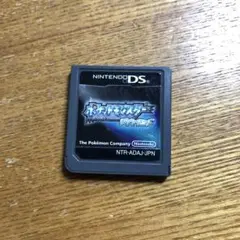 NINTENDO DS
ポケットモンスター
The Pokémon Company Nintendo
NTR-ADAJ-JPN